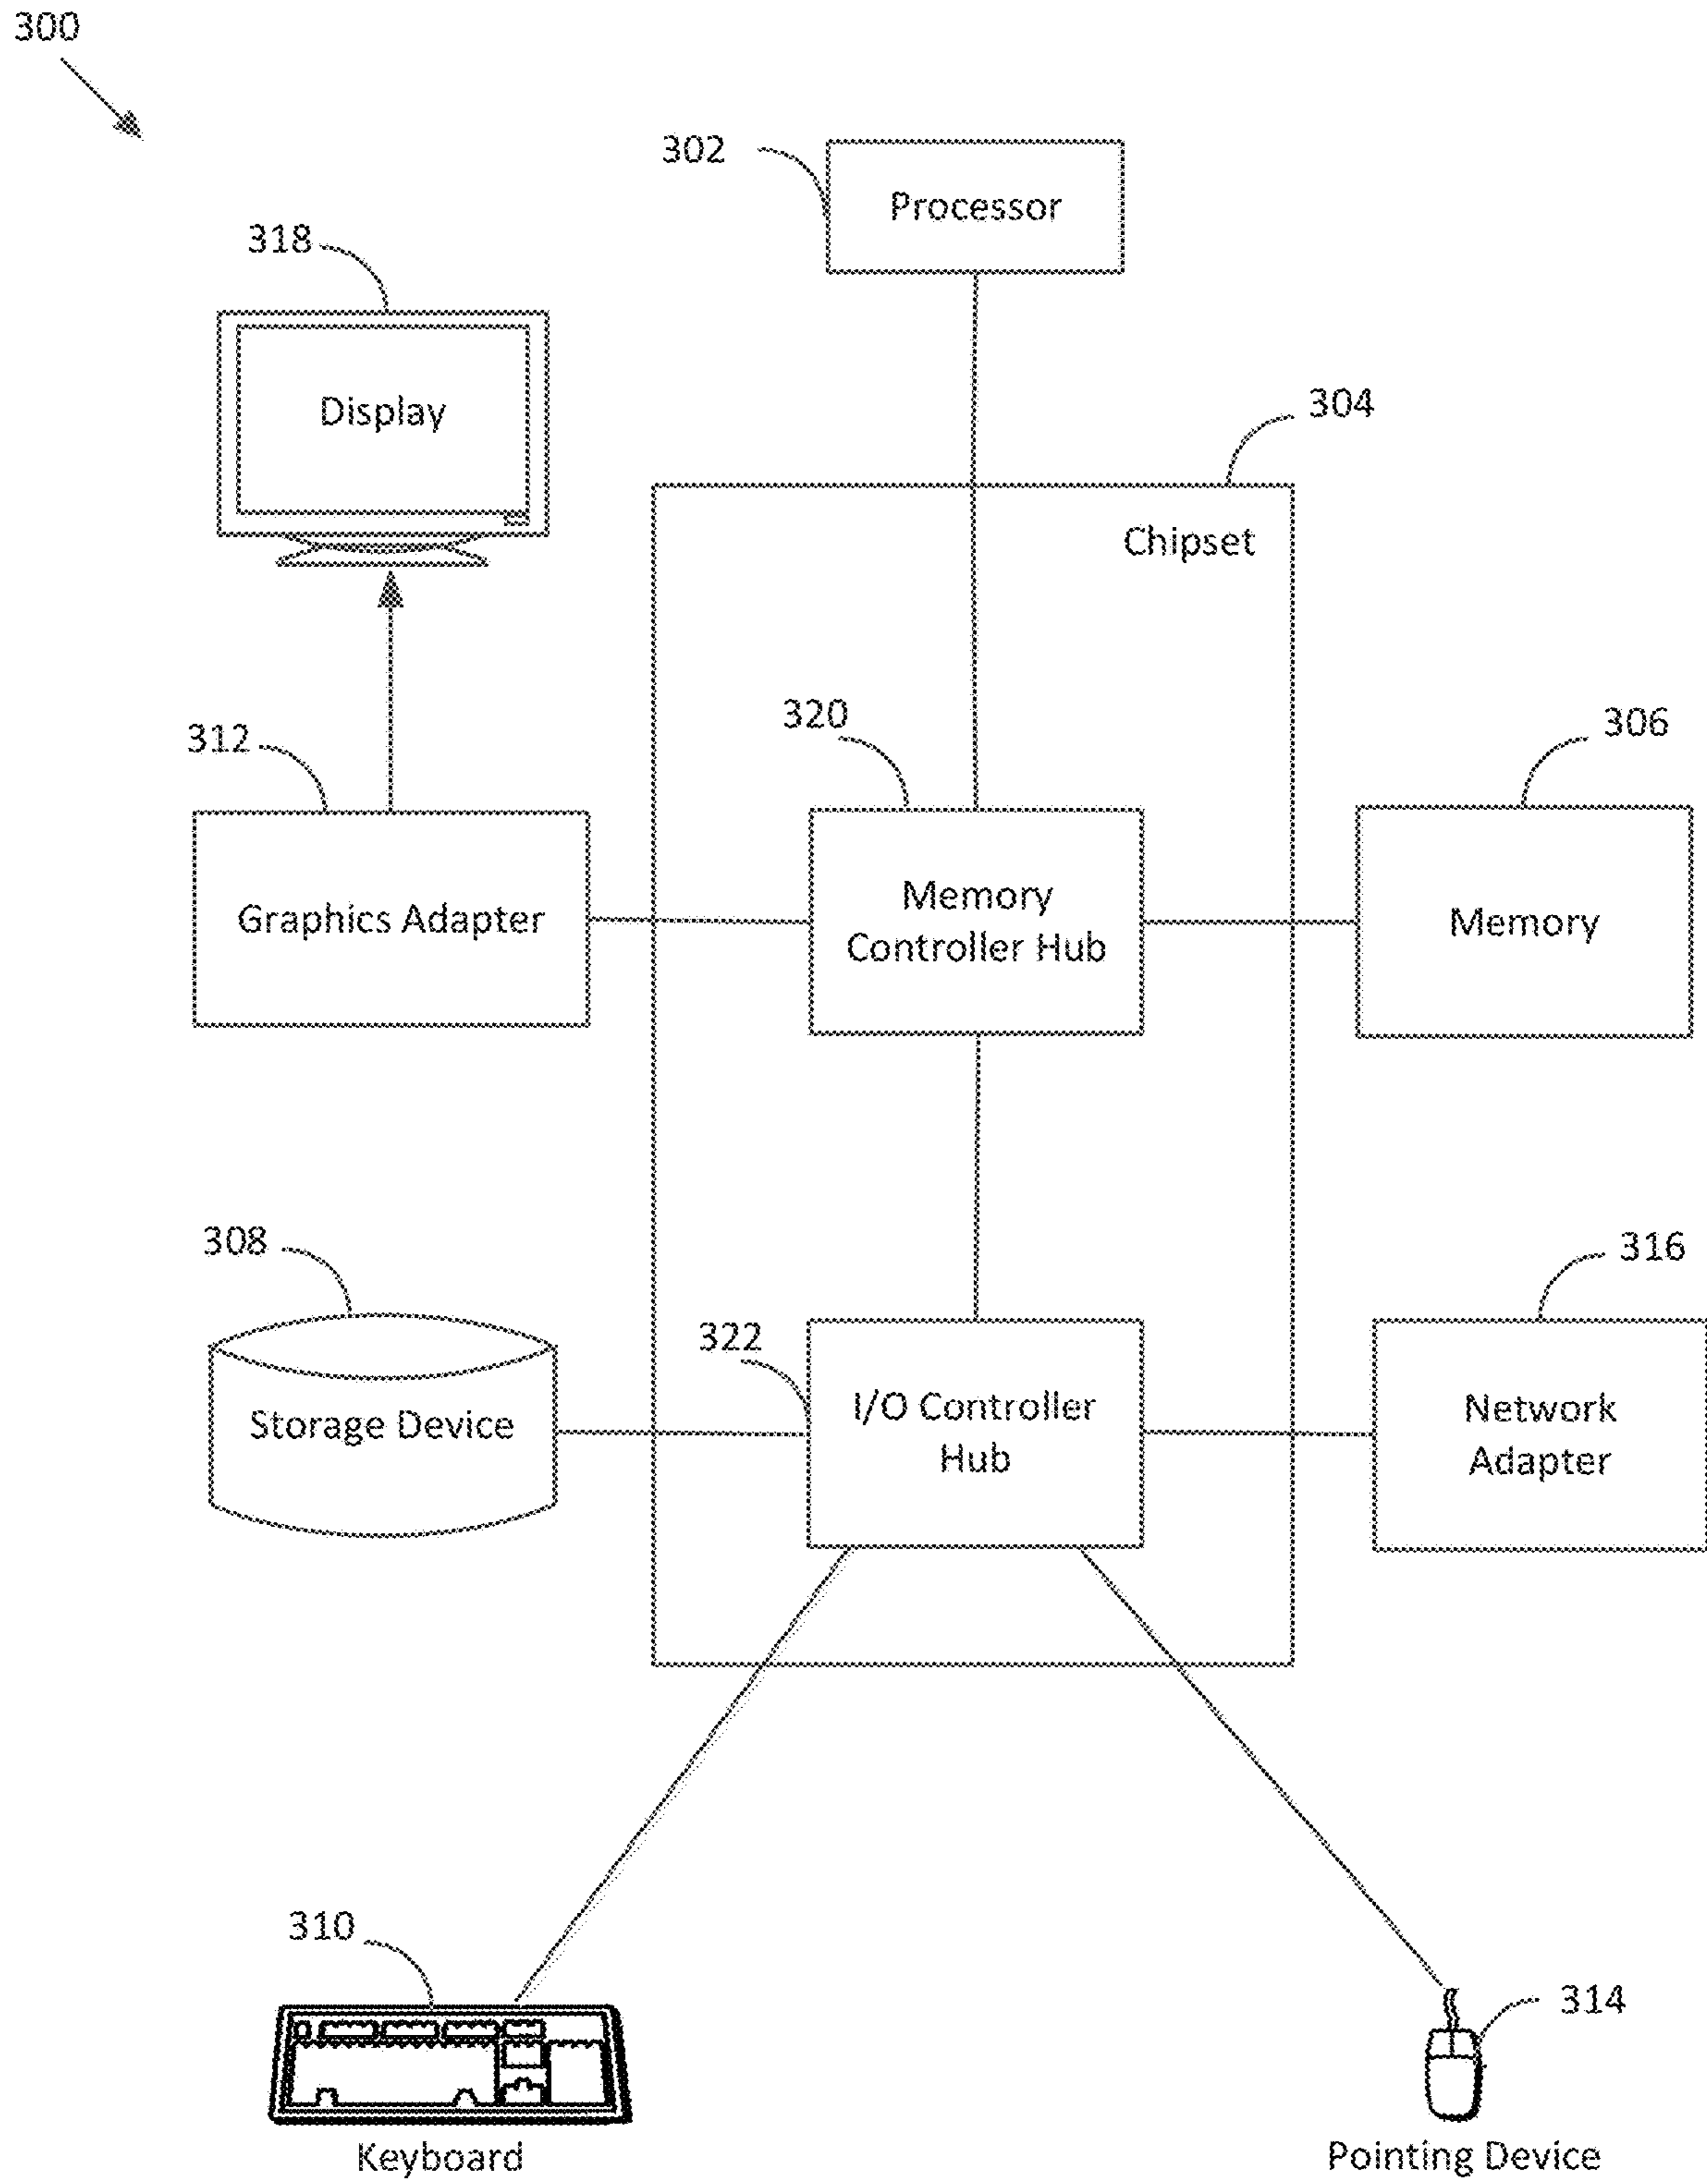 300
302
Processor
318
Display
304
Chipset
312
320
306
Graphics Adapter
Memory
Controller Hub
Memory
308
316
322
Storage Device
I/O Controller
Hub
Network
Adapter
310
314
Keyboard
Pointing Device